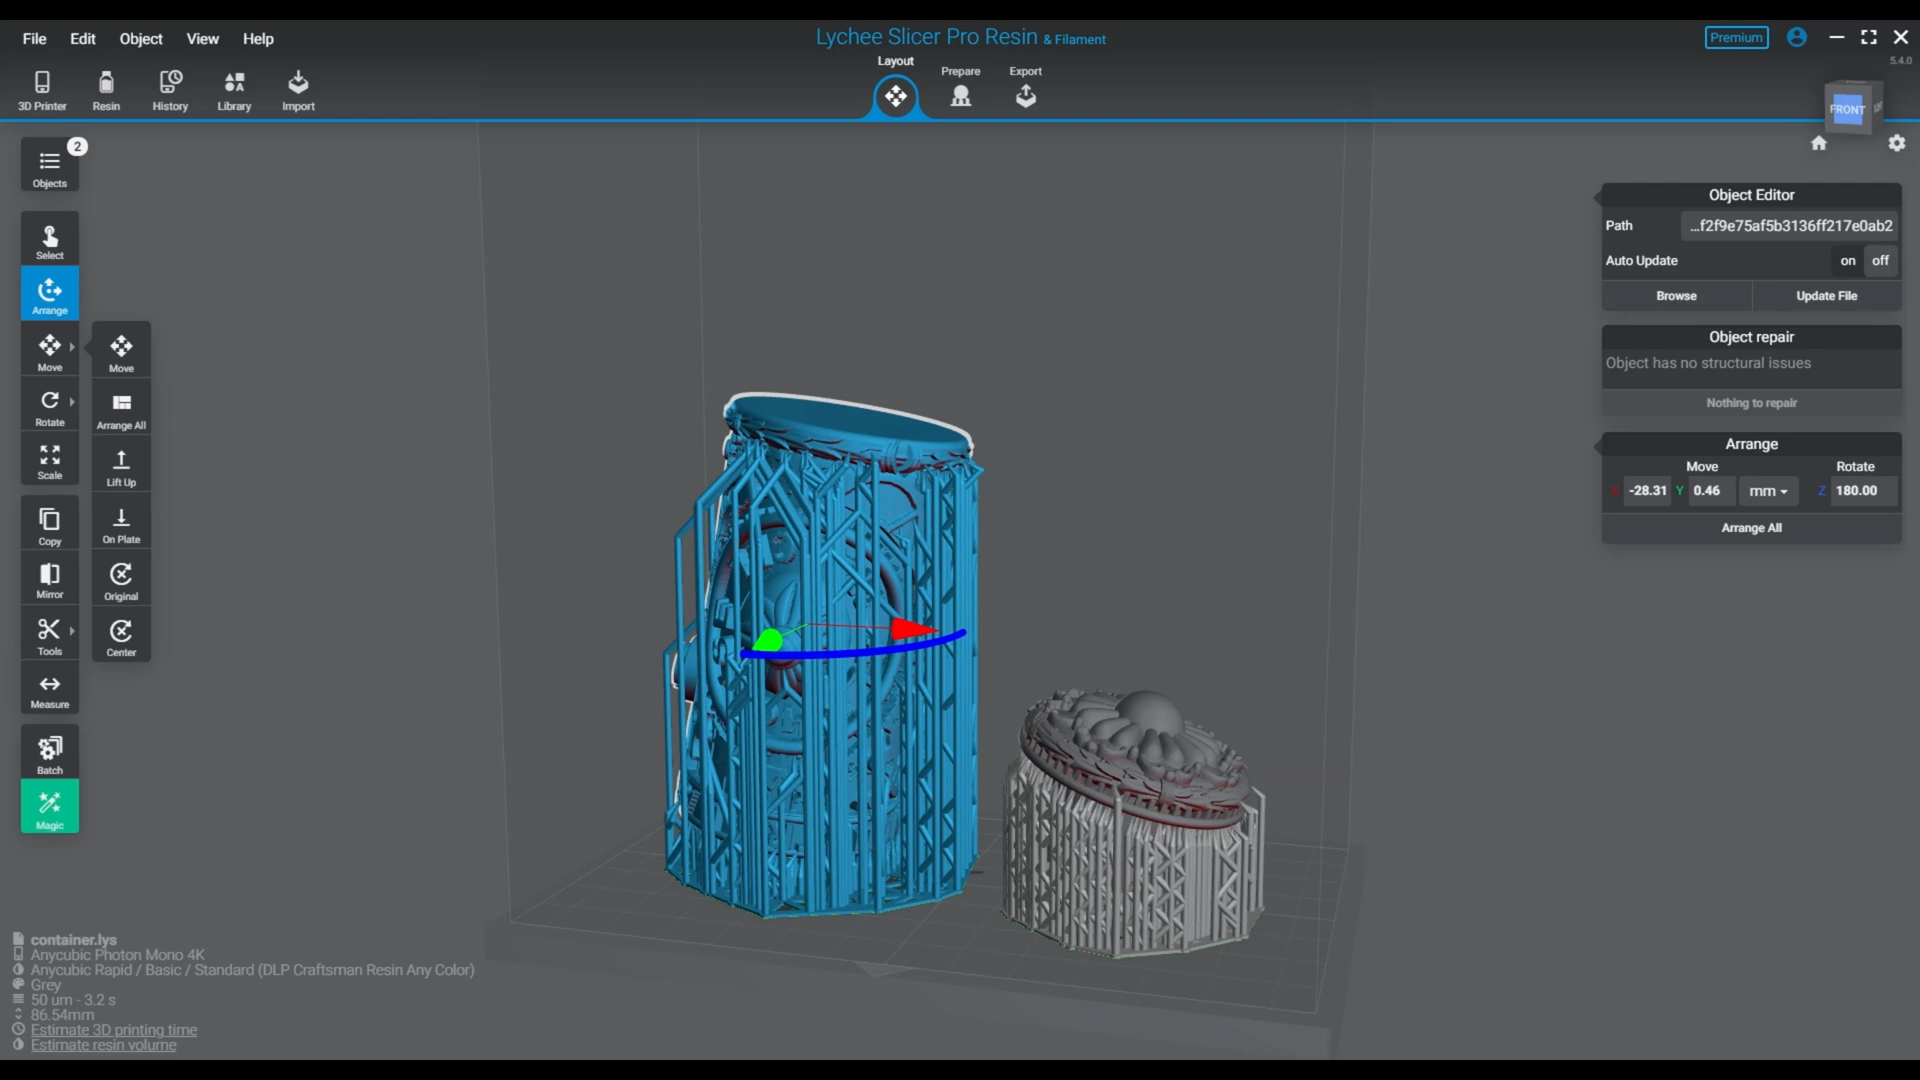 File Edit Object View Help
Lychee Slicer Pro Resin & Filament
Premium
5.4.0
3D Printer Resin History Library Import
Layout Prepare Export
FRONT
2
Objects
Select
Arrange
Move
Rotate
Scale
Copy
Mirror
Tools
Measure
Batch
Magic
Move
Arrange All
Lift Up
On Plate
Original
Center
Object Editor
Path ...f2f9e75af5b3136ff217e0ab2
Auto Update on off
Browse Update File
Object repair
Object has no structural issues
Nothing to repair
Arrange
Move Rotate
X -28.31 Y 0.46 mm Z 180.00
Arrange All
container.lys
Anycubic Photon Mono 4K
Anycubic Rapid / Basic / Standard (DLP Craftsman Resin Any Color)
Grey
50 um - 3.2 s
86.54mm
Estimate 3D printing time
Estimate resin volume